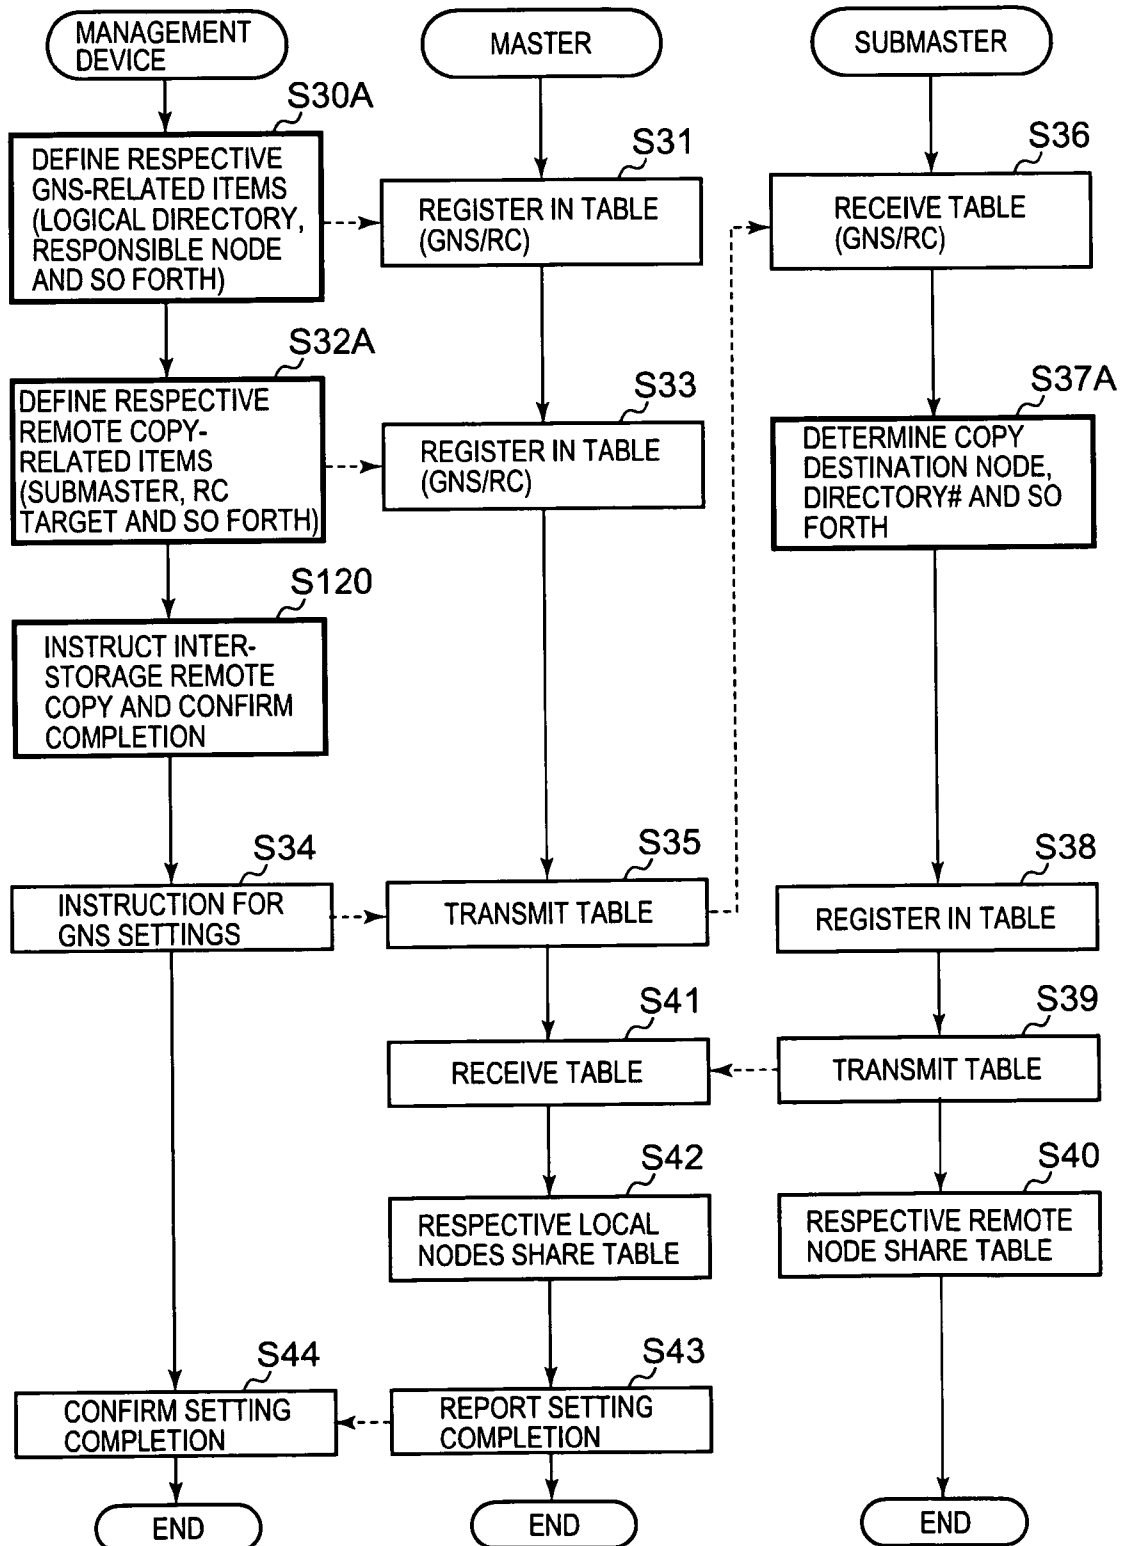 MANAGEMENT
DEVICE
MASTER
SUBMASTER
S30A
DEFINE RESPECTIVE
GNS-RELATED ITEMS
(LOGICAL DIRECTORY,
RESPONSIBLE NODE
AND SO FORTH)
S31
REGISTER IN TABLE
(GNS/RC)
S36
RECEIVE TABLE
(GNS/RC)
S32A
DEFINE RESPECTIVE
REMOTE COPY-
RELATED ITEMS
(SUBMASTER, RC
TARGET AND SO FORTH)
S33
REGISTER IN TABLE
(GNS/RC)
S37A
DETERMINE COPY
DESTINATION NODE,
DIRECTORY# AND SO
FORTH
S120
INSTRUCT INTER-
STORAGE REMOTE
COPY AND CONFIRM
COMPLETION
S34
INSTRUCTION FOR
GNS SETTINGS
S35
TRANSMIT TABLE
S38
REGISTER IN TABLE
S41
RECEIVE TABLE
S39
TRANSMIT TABLE
S42
RESPECTIVE LOCAL
NODES SHARE TABLE
S40
RESPECTIVE REMOTE
NODE SHARE TABLE
S44
CONFIRM SETTING
COMPLETION
S43
REPORT SETTING
COMPLETION
END
END
END